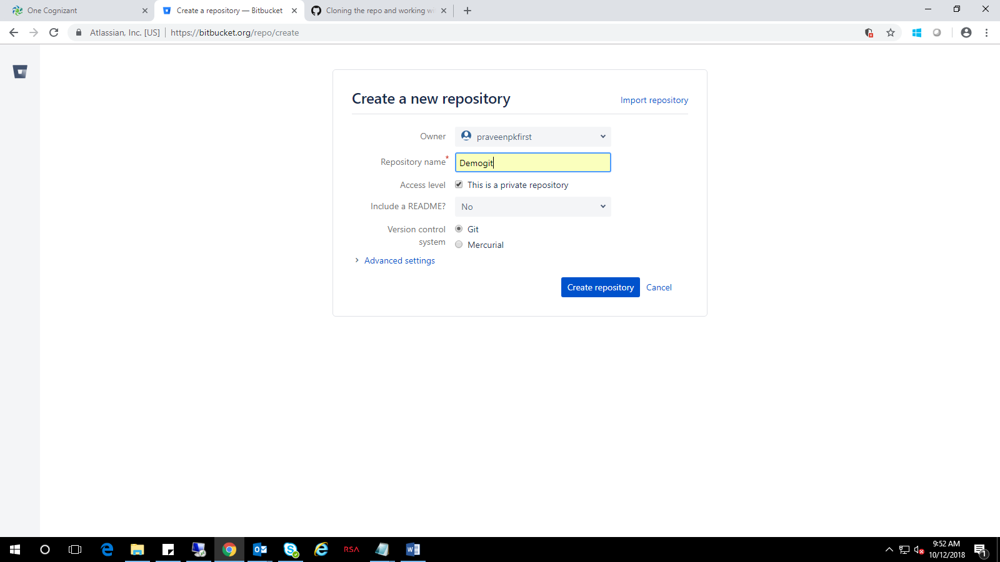 One Cognizant
Create a repository — Bitbucket
Cloning the repo and working wi
Atlassian, Inc. [US]
https://bitbucket.org/repo/create
Create a new repository
Import repository
Owner
praveenpkfirst
Repository name*
Demogit
Access level
This is a private repository
Include a README?
No
Version control
system
Git
Mercurial
Advanced settings
Create repository
Cancel
RSA
9:52 AM
10/12/2018
1